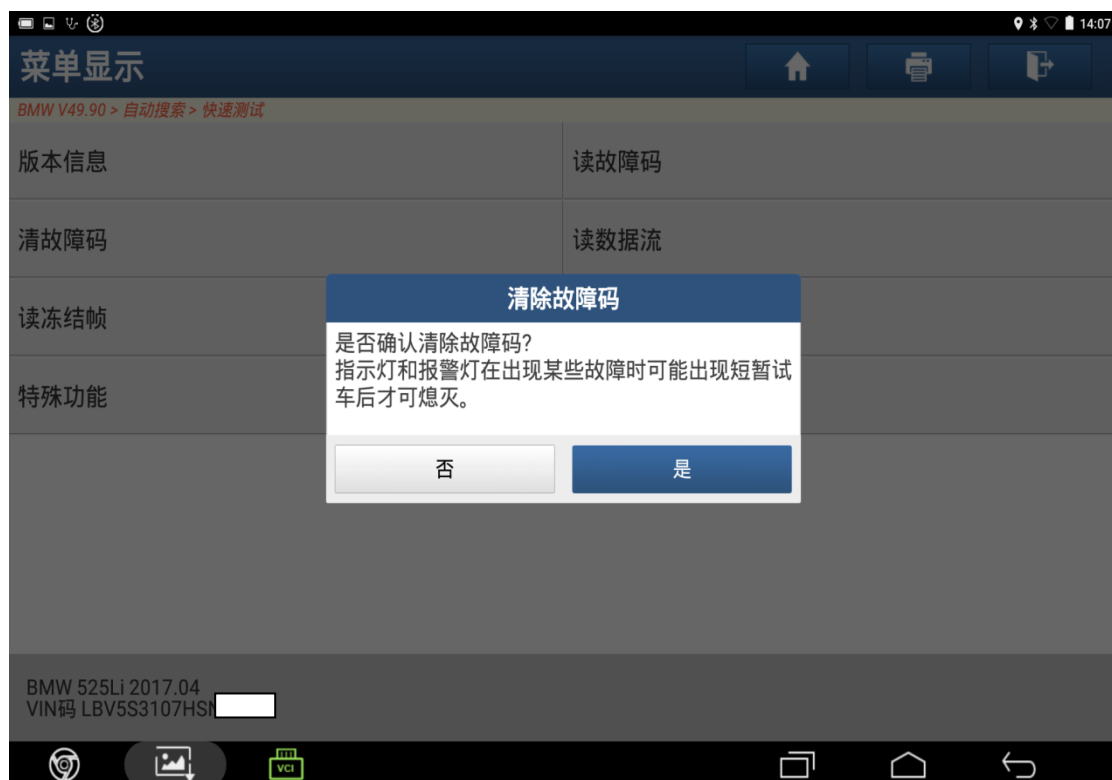 14:07
菜单显示
BMW V49.90 > 自动搜索 > 快速测试
版本信息
读故障码
清故障码
读数据流
读冻结帧
特殊功能
清除故障码
是否确认清除故障码?
指示灯和报警灯在出现某些故障时可能出现短暂试
车后才可熄灭。
否
是
BMW 525Li 2017.04
VIN码 LBV5S3107HSN
VCI